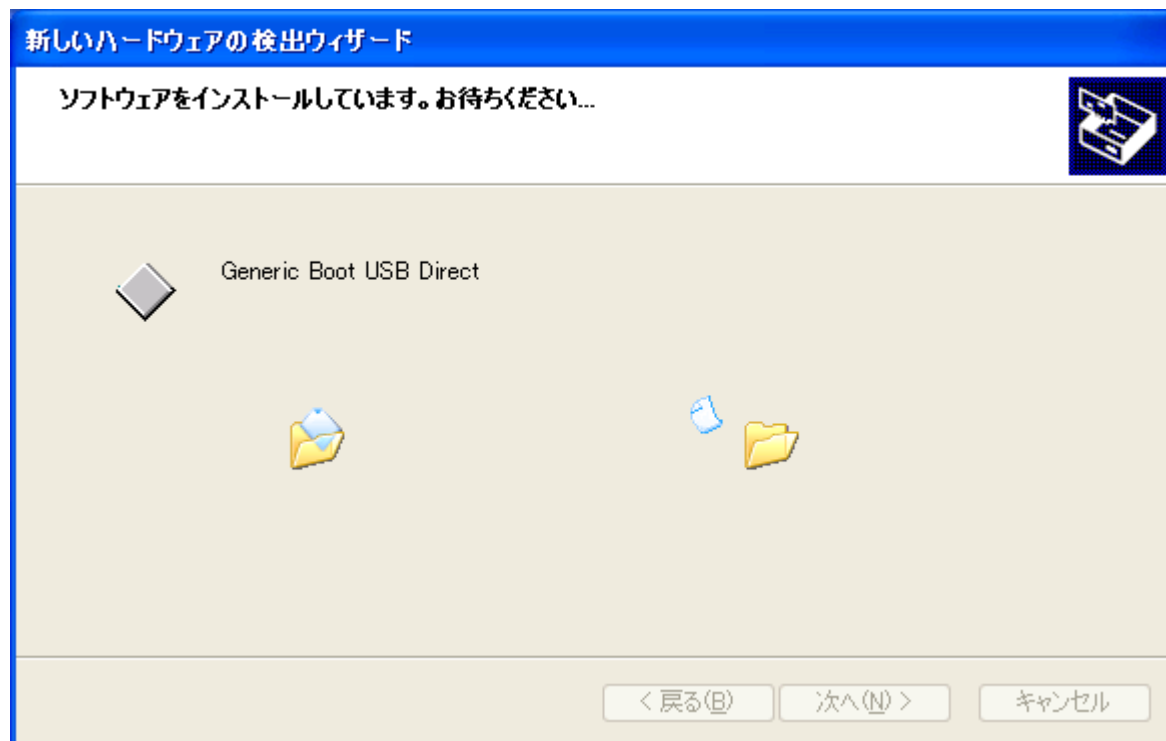 新しいハードウェアの検出ウィザード
ソフトウェアをインストールしています。お待ちください...
Generic Boot USB Direct
< 戻る(B)
次へ(N) >
キャンセル